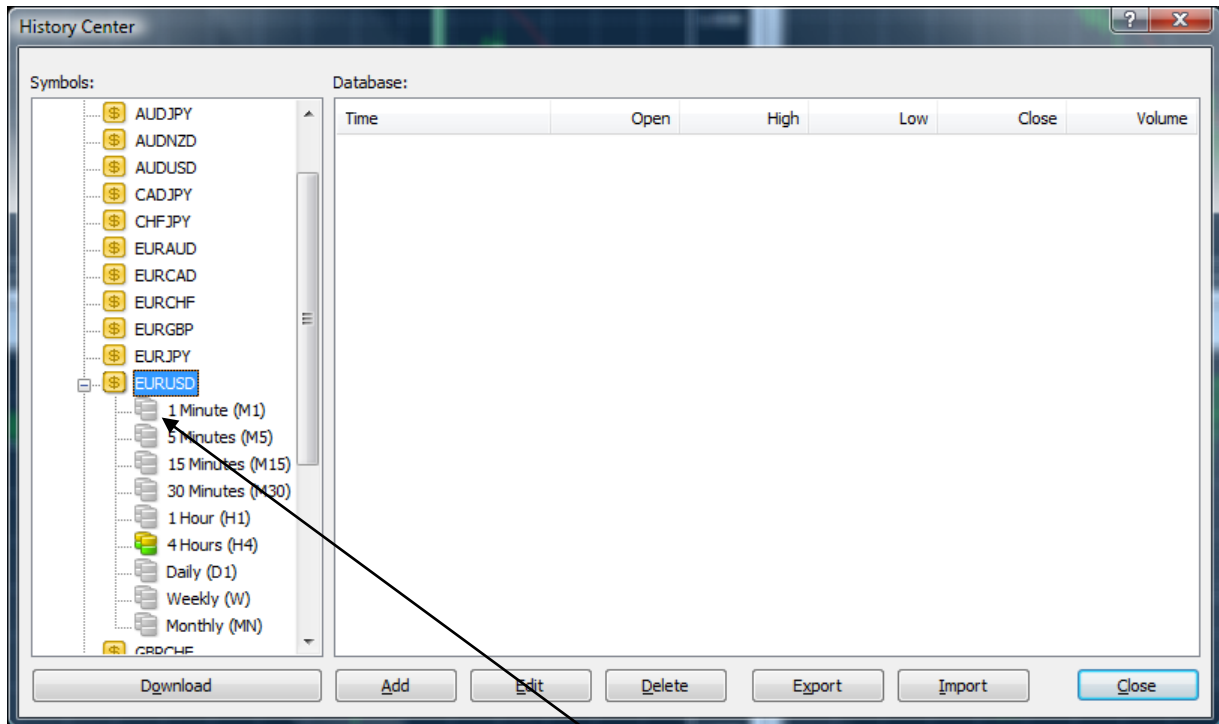 History Center
Symbols:
Database:
AUDJPY
AUDNZD
AUDUSD
CADJPY
CHFJPY
EURAUD
EURCAD
EURCHF
EURGBP
EURJPY
EURUSD
1 Minute (M1)
5 Minutes (M5)
15 Minutes (M15)
30 Minutes (M30)
1 Hour (H1)
4 Hours (H4)
Daily (D1)
Weekly (W)
Monthly (MN)
GBPCHF
Time Open High Low Close Volume
Download Add Edit Delete Export Import Close